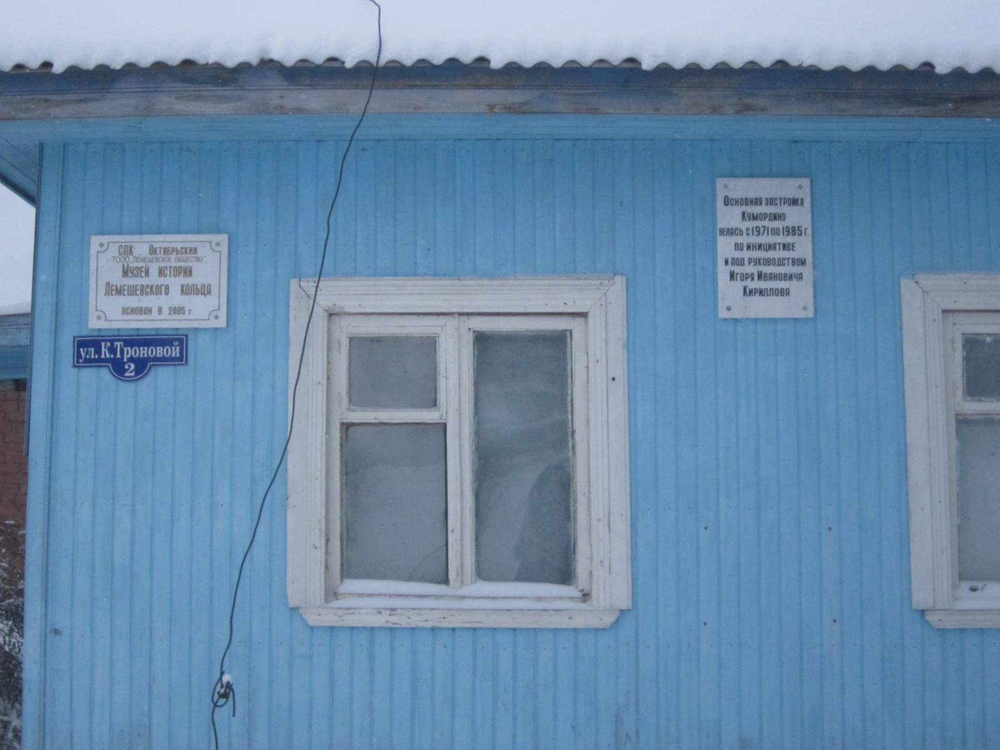 СПК „Октябрьский"
ТООО „Лемешевское общество"
Музей истории
Лемешевского кольца
основан в 2005 г
ул. К. Троновой
2
Основная застройка
Кумордино
велась с 1971 по 1985 г.
по инициативе
и под руководством
Игоря Ивановича
Кириллова